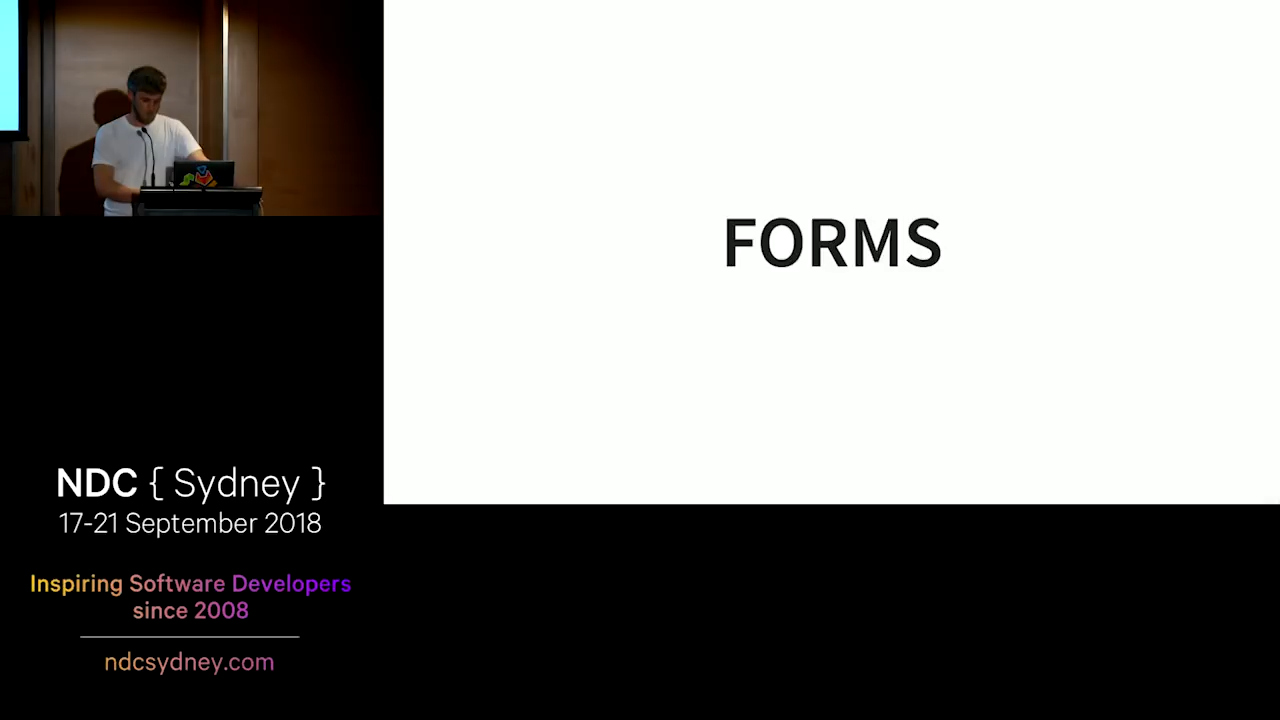 FORMS
NDC { Sydney }
17-21 September 2018
Inspiring Software Developers
since 2008
ndcsydney.com